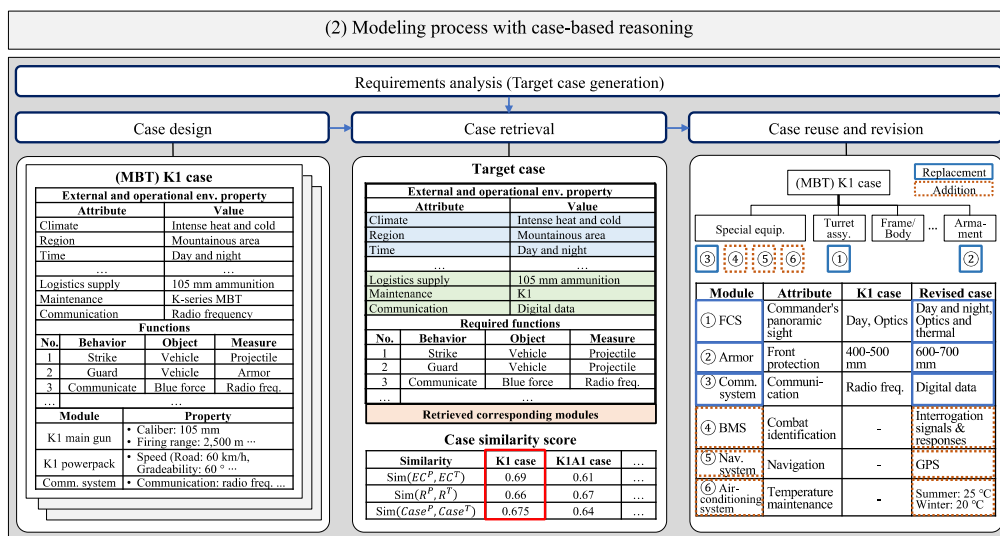 (2) Modeling process with case-based reasoning
Requirements analysis (Target case generation)
Case design
Case retrieval
Case reuse and revision
(MBT) K1 case
External and operational env. property
Attribute Value
Climate Intense heat and cold
Region Mountainous area
Time Day and night
… …
Logistics supply 105 mm ammunition
Maintenance K-series MBT
Communication Radio frequency
Functions
No. Behavior Object Measure
1 Strike Vehicle Projectile
2 Guard Vehicle Armor
3 Communicate Blue force Radio freq.
… …
Module Property
K1 main gun • Caliber: 105 mm
• Firing range: 2,500 m ⋯
K1 powpack • Speed (Road: 60 km/h,
Gradeability: 60 ° ⋯
Comm. system • Communication: radio freq. ...
Target case
External and operational env. property
Attribute Value
Climate Intense heat and cold
Region Mountainous area
Time Day and night
… …
Logistics supply 105 mm ammunition
Maintenance K1
Communication Digital data
Required functions
No. Behavior Object Measure
1 Strike Vehicle Projectile
2 Guard Vehicle Projectile
3 Communicate Blue force Radio freq.
… …
Retrieved corresponding modules
Case similarity score
Similarity K1 case K1A1 case …
Sim(EC^P, EC^T) 0.69 0.61 …
Sim(R^P, R^T) 0.66 0.67 …
Sim(Case^P, Case^T) 0.675 0.64 …
Replacement
Addition
(MBT) K1 case
Special equip.
Turret
assy.
Frame/
Body
...
Arma-
ment
③ ④ ⑤ ⑥ ① ②
Module Attribute K1 case Revised case
① FCS
Commander's
panoramic
sight
Day, Optics
Day and night,
Optics and
thermal
② Armor
Front
protection
400-500
mm
600-700
mm
③ Comm.
system
Communi-
cation
Radio freq.
Digital data
④ BMS
Combat
identification
-
Interrogation
signals &
responses
⑤ Nav.
system
Navigation
-
GPS
⑥ Air-
conditioning
system
Temperature
maintenance
-
Summer: 25 ℃
Winter: 20 ℃